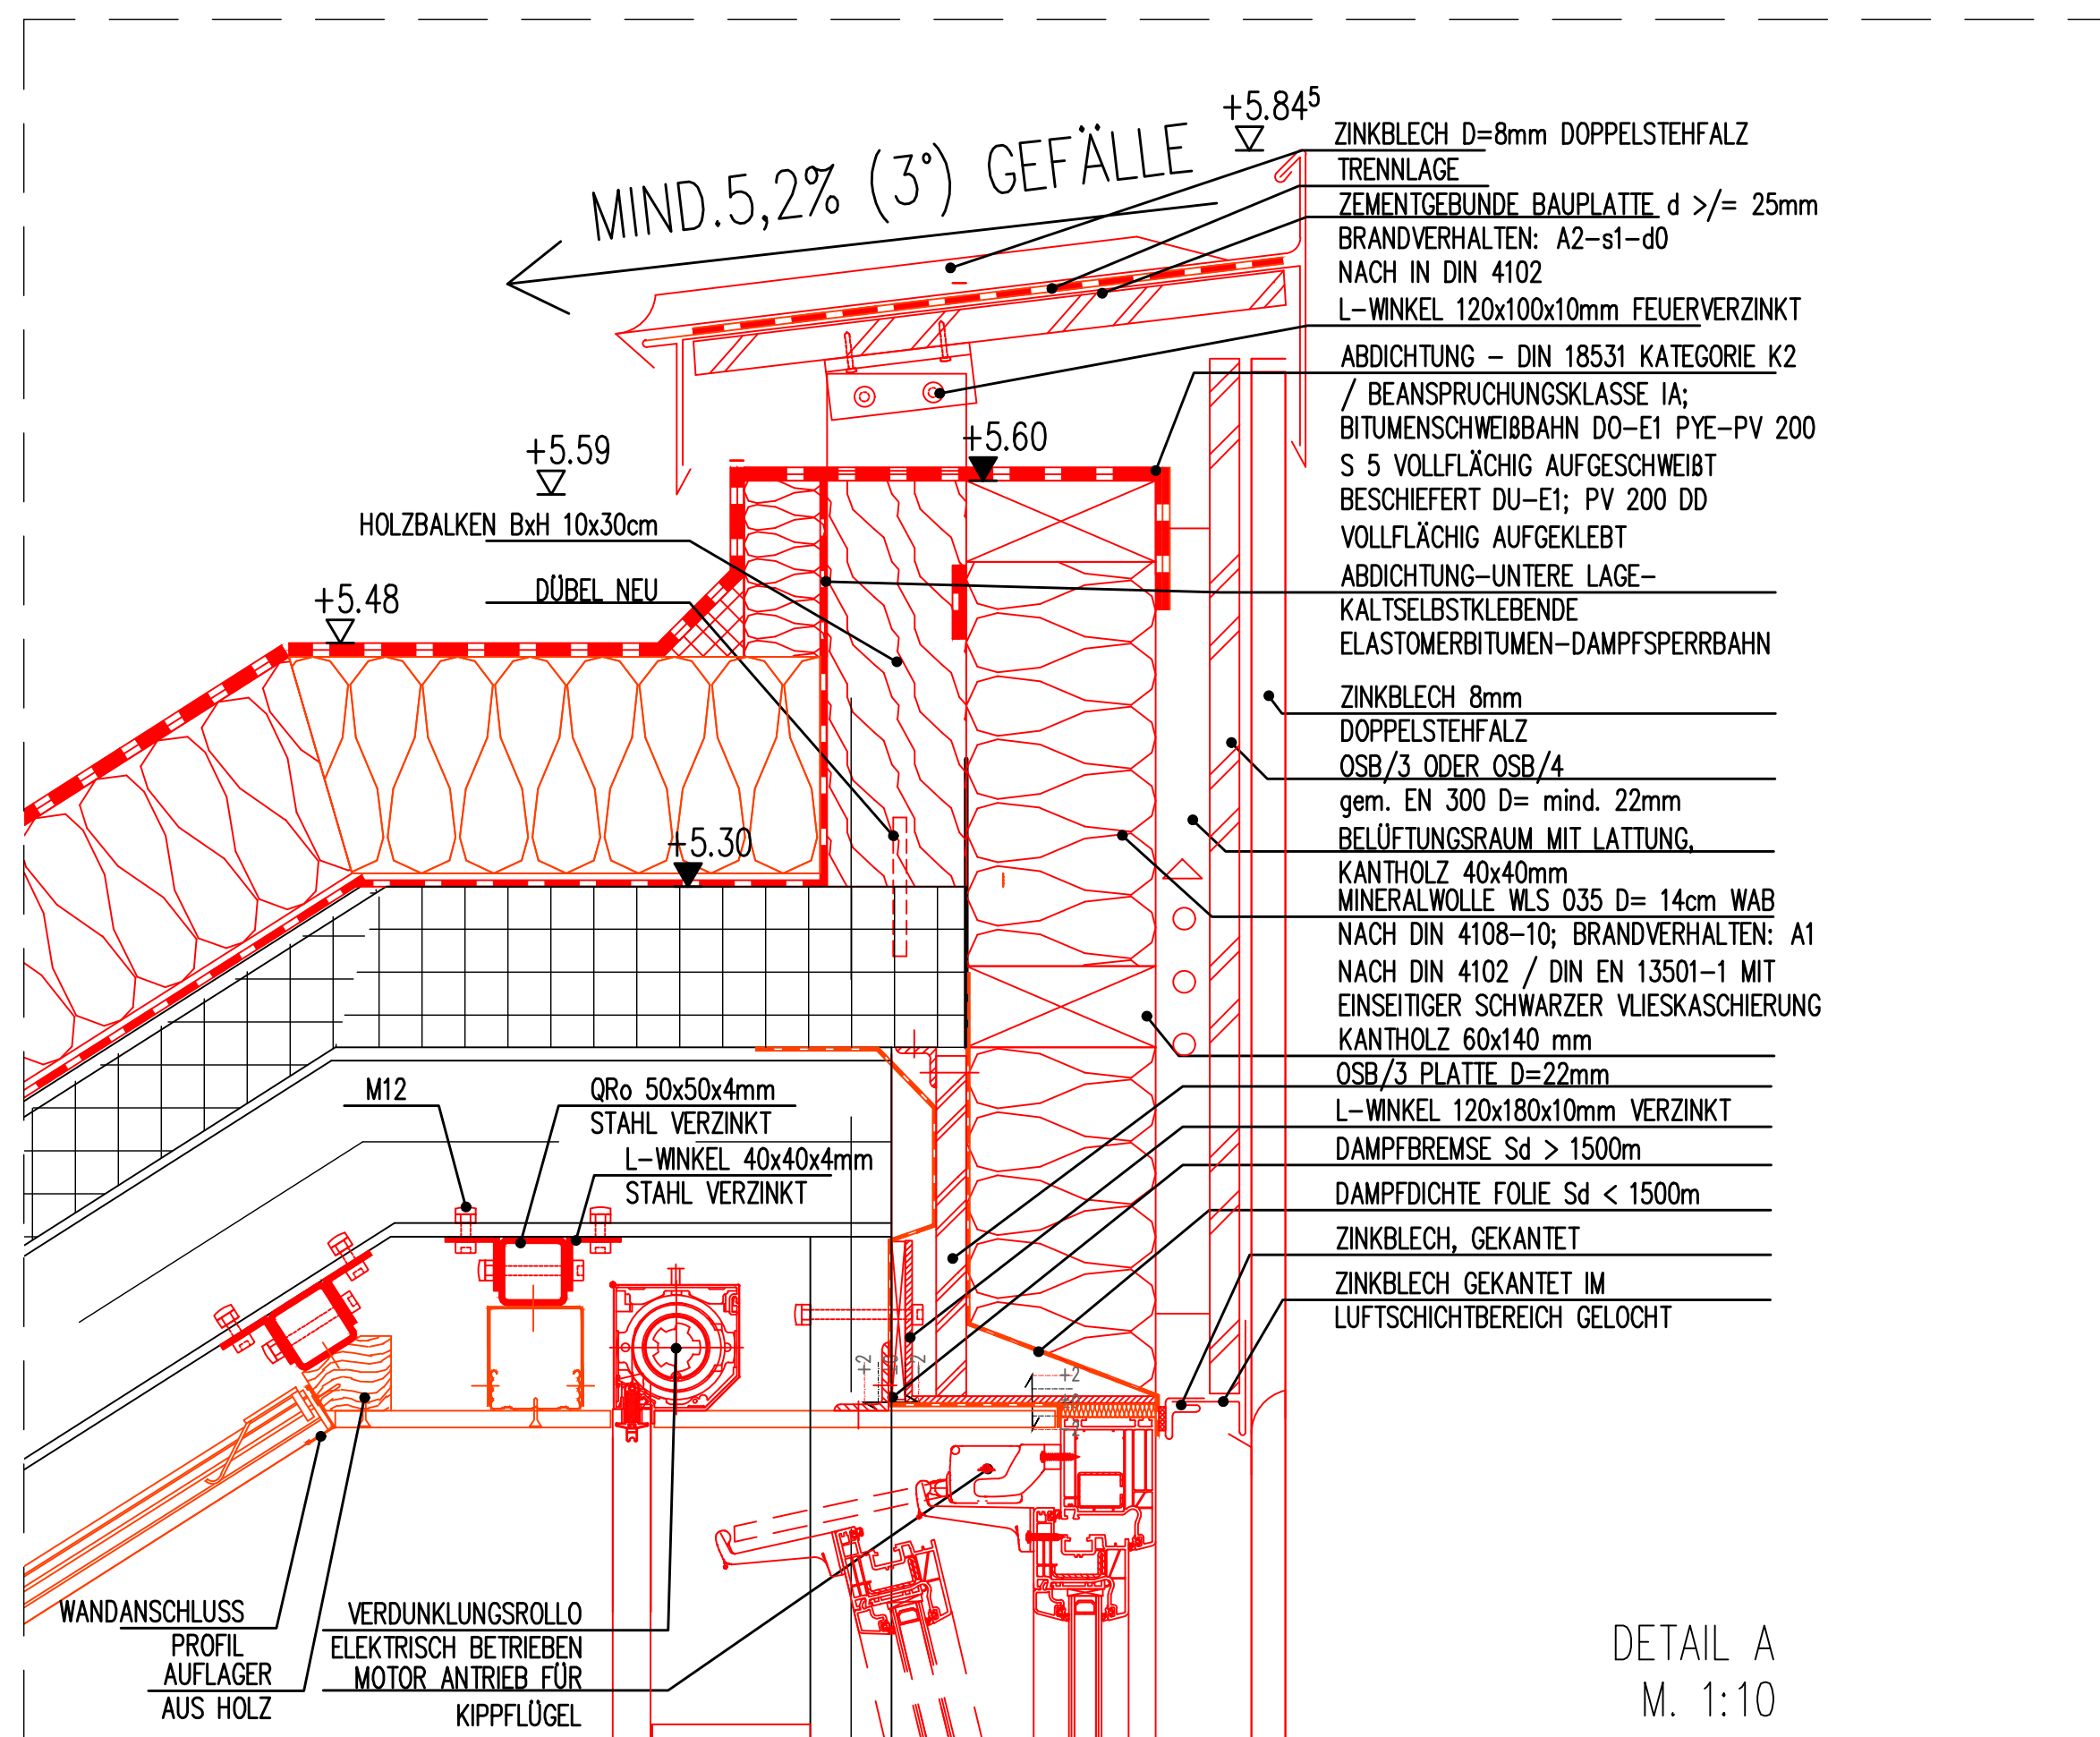 +5.84⁵
MIND.5,2% (3°) GEFÄLLE
ZINKBLECH D=8mm DOPPELSTEHFALZ
TRENNLAGE
ZEMENTGEBUNDE BAUPLATTE d >/= 25mm
BRANDVERHALTEN: A2-s1-d0
NACH IN DIN 4102
L-WINKEL 120x100x10mm FEUERVERZINKT
ABDICHTUNG - DIN 18531 KATEGORIE K2
/ BEANSPRUCHUNGSKLASSE IA;
BITUMENSCHWEIßBAHN DO-E1 PYE-PV 200
S 5 VOLLFLÄCHIG AUFGESCHWEIßT
BESCHIEFERT DU-E1; PV 200 DD
VOLLFLÄCHIG AUFGEKLEBT
ABDICHTUNG-UNTERE LAGE-
KALTSELBSTKLEBENDE
ELASTOMERBITUMEN-DAMPFSPERRBAHN
ZINKBLECH 8mm
DOPPELSTEHFALZ
OSB/3 ODER OSB/4
gem. EN 300 D= mind. 22mm
BELÜFTUNGSRAUM MIT LATTUNG,
KANTHOLZ 40x40mm
MINERALWOLLE WLS 035 D= 14cm WAB
NACH DIN 4108-10; BRANDVERHALTEN: A1
NACH DIN 4102 / DIN EN 13501-1 MIT
EINSEITIGER SCHWARZER VLIESKASCHIERUNG
KANTHOLZ 60x140 mm
OSB/3 PLATTE D=22mm
L-WINKEL 120x180x10mm VERZINKT
DAMPFBREMSE Sd > 1500m
DAMPFDICHTE FOLIE Sd < 1500m
ZINKBLECH, GEKANTET
ZINKBLECH GEKANTET IM
LUFTSCHICHTBEREICH GELOCHT
+5.60
+5.59
HOLZBALKEN BxH 10x30cm
DÜBEL NEU
+5.48
+5.30
M12
QRo 50x50x4mm
STAHL VERZINKT
L-WINKEL 40x40x4mm
STAHL VERZINKT
+2
+2
WANDANSCHLUSS
PROFIL
AUFLAGER
AUS HOLZ
VERDUNKLUNGSROLLO
ELEKTRISCH BETRIEBEN
MOTOR ANTRIEB FÜR
KIPPFLÜGEL
DETAIL A
M. 1:10